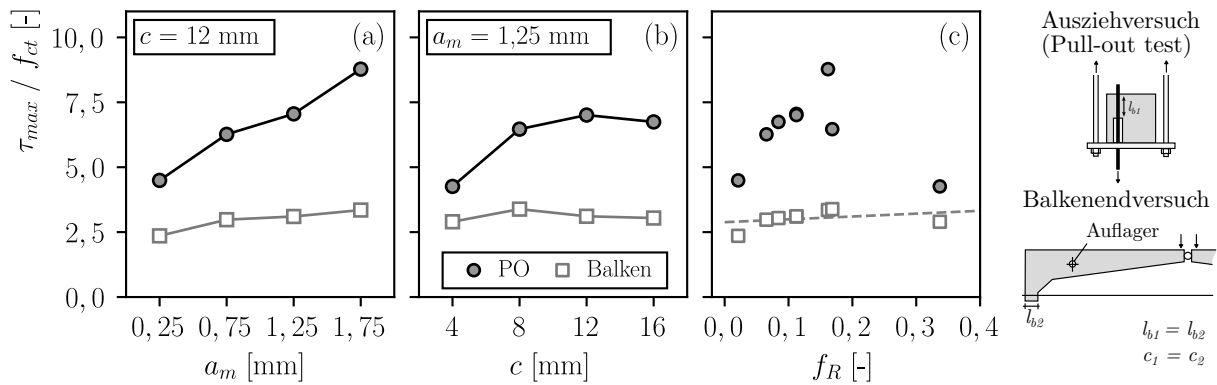 τmax / fct [-]
10, 0
7, 5
5, 0
2, 5
0, 0
c = 12 mm
(a)
0, 25 0, 75 1, 25 1, 75
am [mm]
am = 1,25 mm
(b)
PO Balken
4 8 12 16
c [mm]
(c)
0, 0 0, 1 0, 2 0, 3 0, 4
fR [-]
Ausziehversuch
(Pull-out test)
lb1
Balkenendversuch
Auflager
lb2
lb1 = lb2
c1 = c2